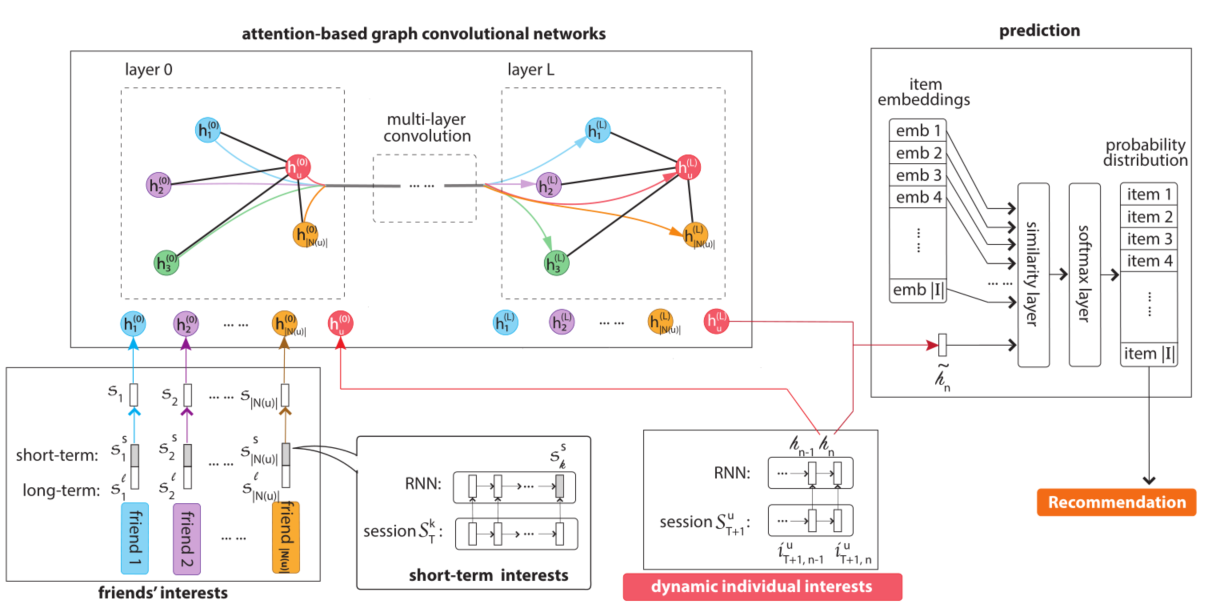 attention-based graph convolutional networks
layer 0
layer L
multi-layer
convolution
h_1^{(0)}
h_2^{(0)}
h_3^{(0)}
h_u^{(0)}
h_{|N(u)|}^{(0)}
... ...
h_1^{(L)}
h_2^{(L)}
h_3^{(L)}
h_u^{(L)}
h_{|N(u)|}^{(L)}
h_1^{(0)} h_2^{(0)} ... ... h_{|N(u)|}^{(0)} h_u^{(0)}
h_1^{(L)} h_2^{(L)} ... ... h_{|N(u)|}^{(L)} h_u^{(L)}
prediction
item
embeddings
emb 1
emb 2
emb 3
emb 4
... ...
emb |I|
... ...
similarity layer
softmax layer
probability
distribution
item 1
item 2
item 3
item 4
... ...
item |I|
\tilde{h}_n
Recommendation
s_1 s_2 ... ... s_{|N(u)|}
short-term: s_1^s s_2^s ... ... s_{|N(u)|}^s
long-term: s_1^l s_2^l s_{|N(u)|}^l
friend 1 friend 2 ... ... friend |N(u)|
friends' interests
s_k^s
RNN: ...
session S_T^k: ...
short-term interests
h_{n-1} h_n
RNN: ...
session S_{T+1}^u: ...
i_{T+1, n-1}^u i_{T+1, n}^u
dynamic individual interests